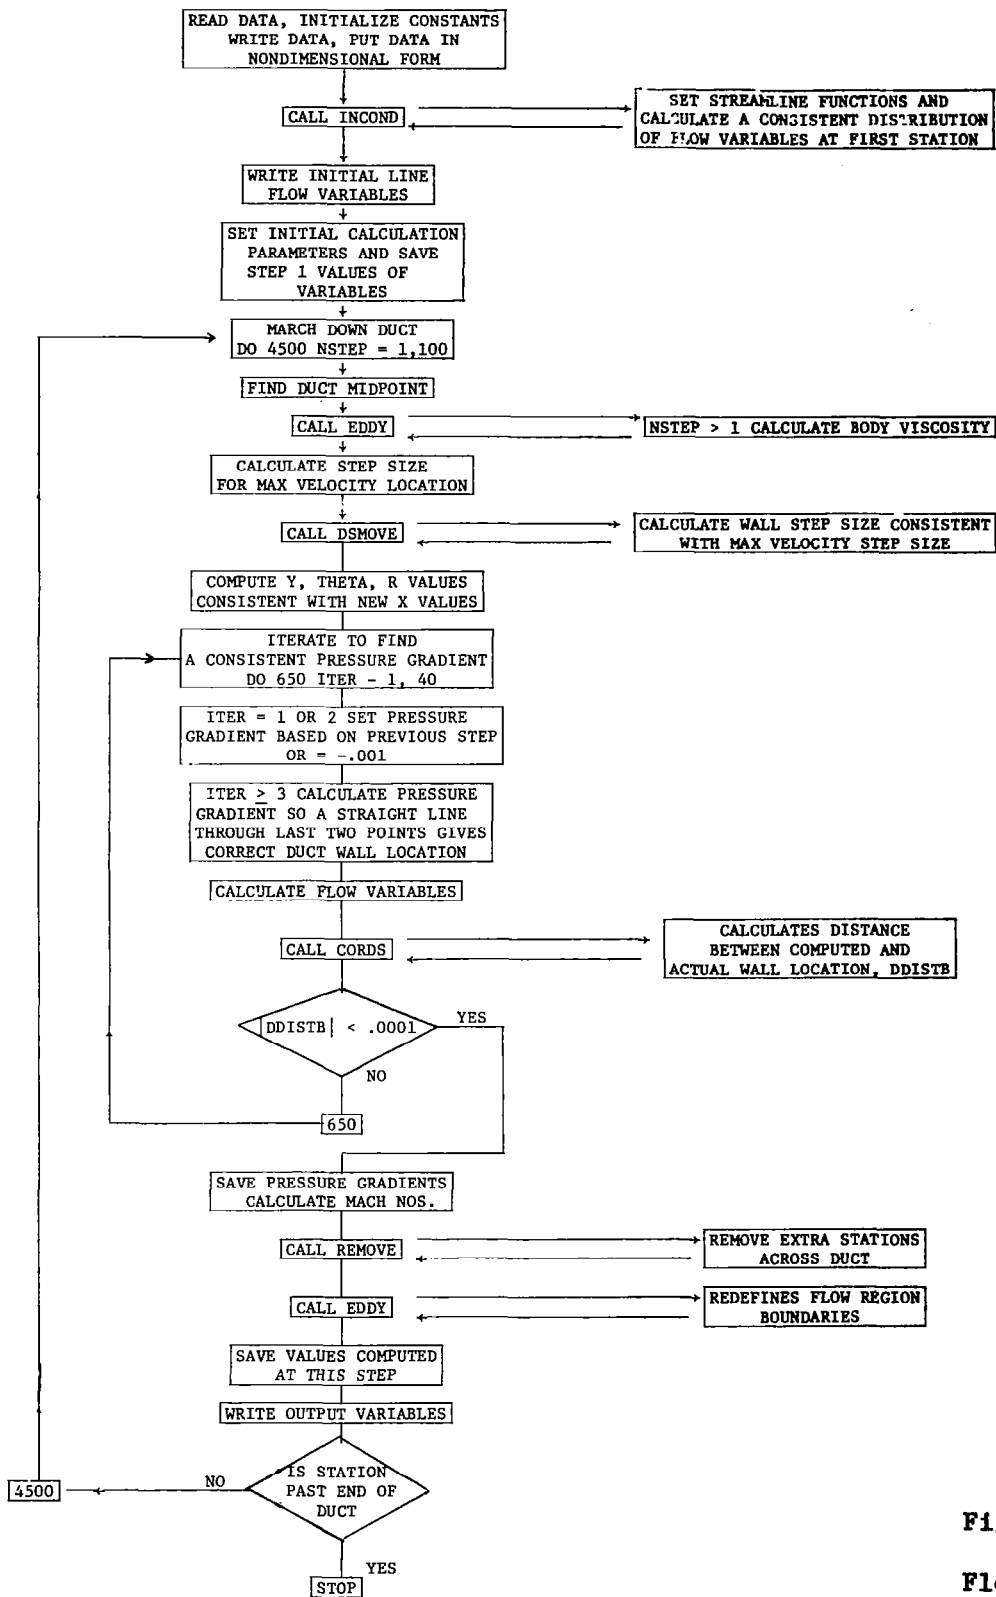 READ DATA, INITIALIZE CONSTANTS
WRITE DATA, PUT DATA IN
NONDIMENSIONAL FORM
CALL INCOND
SET STREAMLINE FUNCTIONS AND
CALCULATE A CONSISTENT DISTRIBUTION
OF FLOW VARIABLES AT FIRST STATION
WRITE INITIAL LINE
FLOW VARIABLES
SET INITIAL CALCULATION
PARAMETERS AND SAVE
STEP 1 VALUES OF
VARIABLES
MARCH DOWN DUCT
DO 4500 NSTEP = 1,100
FIND DUCT MIDPOINT
CALL EDDY
NSTEP > 1 CALCULATE BODY VISCOSITY
CALCULATE STEP SIZE
FOR MAX VELOCITY LOCATION
CALL DSMOVE
CALCULATE WALL STEP SIZE CONSISTENT
WITH MAX VELOCITY STEP SIZE
COMPUTE Y, THETA, R VALUES
CONSISTENT WITH NEW X VALUES
ITERATE TO FIND
A CONSISTENT PRESSURE GRADIENT
DO 650 ITER - 1, 40
ITER = 1 OR 2 SET PRESSURE
GRADIENT BASED ON PREVIOUS STEP
OR = -.001
ITER ≥ 3 CALCULATE PRESSURE
GRADIENT SO A STRAIGHT LINE
THROUGH LAST TWO POINTS GIVES
CORRECT DUCT WALL LOCATION
CALCULATE FLOW VARIABLES
CALL CORDS
CALCULATES DISTANCE
BETWEEN COMPUTED AND
ACTUAL WALL LOCATION, DDISTB
|DDISTB| < .0001
YES
NO
650
SAVE PRESSURE GRADIENTS
CALCULATE MACH NOS.
CALL REMOVE
REMOVE EXTRA STATIONS
ACROSS DUCT
CALL EDDY
REDEFINES FLOW REGION
BOUNDARIES
SAVE VALUES COMPUTED
AT THIS STEP
WRITE OUTPUT VARIABLES
IS STATION
PAST END OF
DUCT
NO
4500
YES
STOP